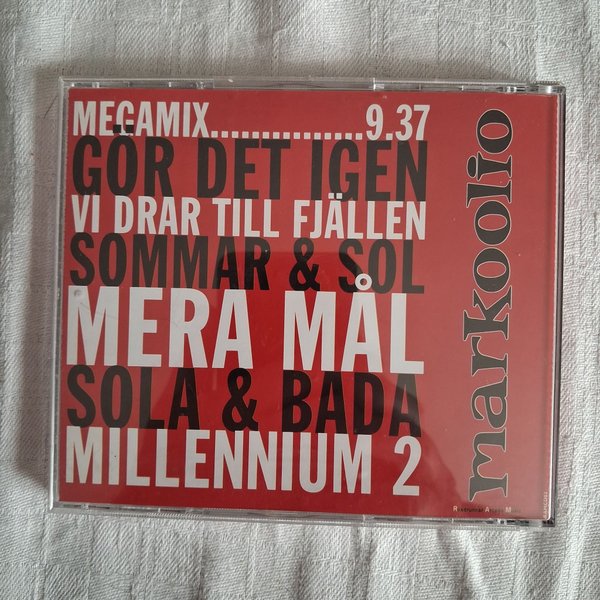 MEGAMIX................9.37
GÖR DET IGEN
VI DRAR TILL FJÄLLEN
SOMMAR & SOL
MERA MÅL
SOLA & BADA
MILLENNIUM 2
markoolio